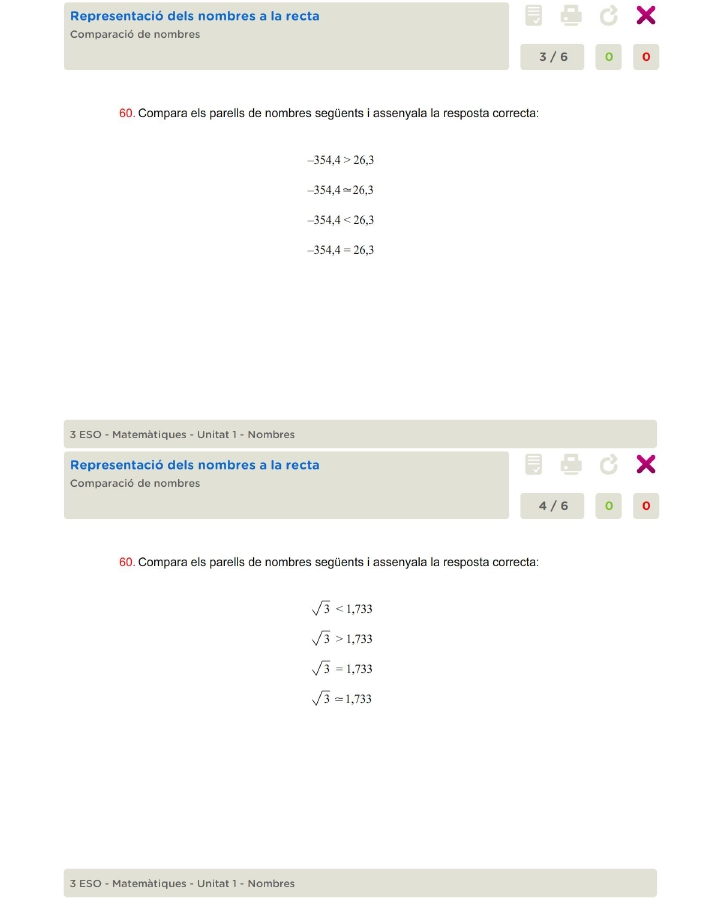 Representació dels nombres a la recta
Comparació de nombres
3 / 6
0
0
60. Compara els parells de nombres següents i assenyala la resposta correcta:
–354,4 > 26,3
–354,4 ≃ 26,3
–354,4 < 26,3
–354,4 = 26,3
3 ESO - Matemàtiques - Unitat 1 - Nombres
Representació dels nombres a la recta
Comparació de nombres
4 / 6
0
0
60. Compara els parells de nombres següents i assenyala la resposta correcta:
√3 < 1,733
√3 > 1,733
√3 = 1,733
√3 ≃ 1,733
3 ESO - Matemàtiques - Unitat 1 - Nombres